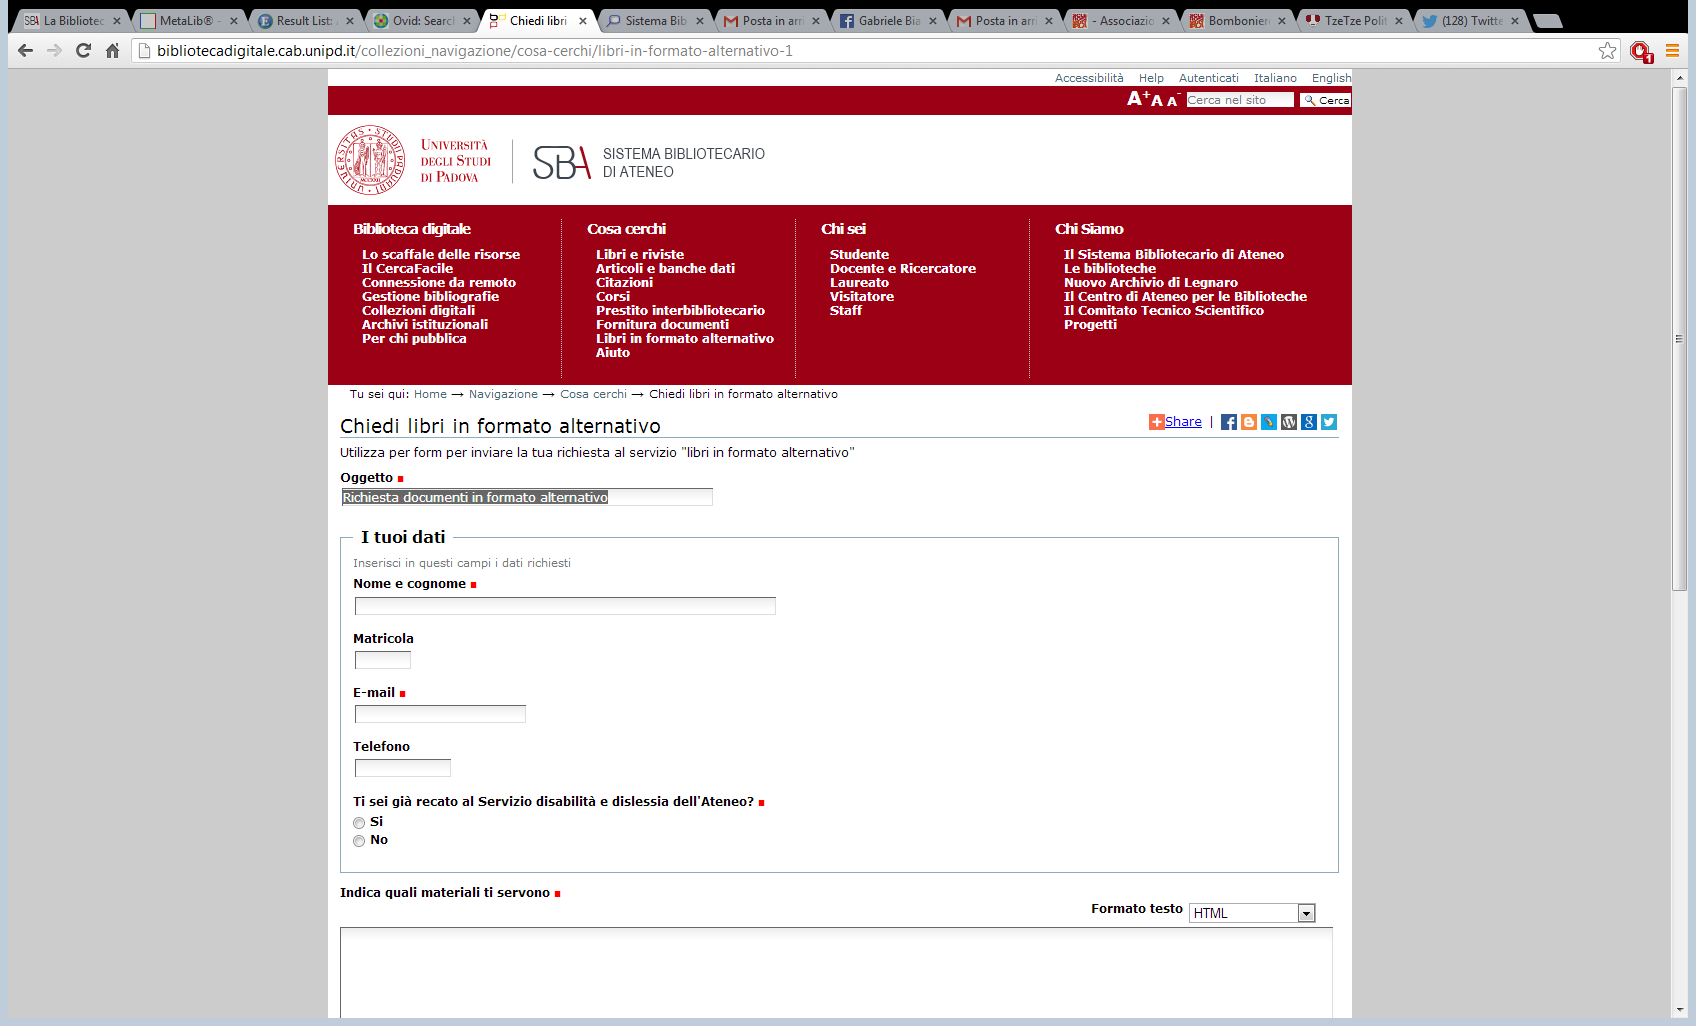 La Bibliotec
MetaLib® -
Result List:
Ovid: Searc
Chiedi libri
Sistema Bib
Posta in arri
Gabriele Bia
Posta in arri
- Associazio
Bomboniere
TzeTze Polit
(128) Twitte
bibliotecadigitale.cab.unipd.it/collezioni_navigazione/cosa-cerchi/libri-in-formato-alternativo-1
Accessibilità Help Autenticati Italiano English
A+ A A- Cerca nel sito Cerca
UNIVERSITÀ
DEGLI STUDI
DI PADOVA
SBA
SISTEMA BIBLIOTECARIO
DI ATENEO
Biblioteca digitale
Lo scaffale delle risorse
Il CercaFacile
Connessione da remoto
Gestione bibliografie
Collezioni digitali
Archivi istituzionali
Per chi pubblica
Cosa cerchi
Libri e riviste
Articoli e banche dati
Citazioni
Corsi
Prestito interbibliotecario
Fornitura documenti
Libri in formato alternativo
Aiuto
Chi sei
Studente
Docente e Ricercatore
Laureato
Visitatore
Staff
Chi Siamo
Il Sistema Bibliotecario di Ateneo
Le biblioteche
Nuovo Archivio di Legnaro
Il Centro di Ateneo per le Biblioteche
Il Comitato Tecnico Scientifico
Progetti
Tu sei qui: Home → Navigazione → Cosa cerchi → Chiedi libri in formato alternativo
Chiedi libri in formato alternativo
Share |
Utilizza per form per inviare la tua richiesta al servizio "libri in formato alternativo"
Oggetto
Richiesta documenti in formato alternativo
I tuoi dati
Inserisci in questi campi i dati richiesti
Nome e cognome
Matricola
E-mail
Telefono
Ti sei già recato al Servizio disabilità e dislessia dell'Ateneo?
Si
No
Indica quali materiali ti servono
Formato testo HTML